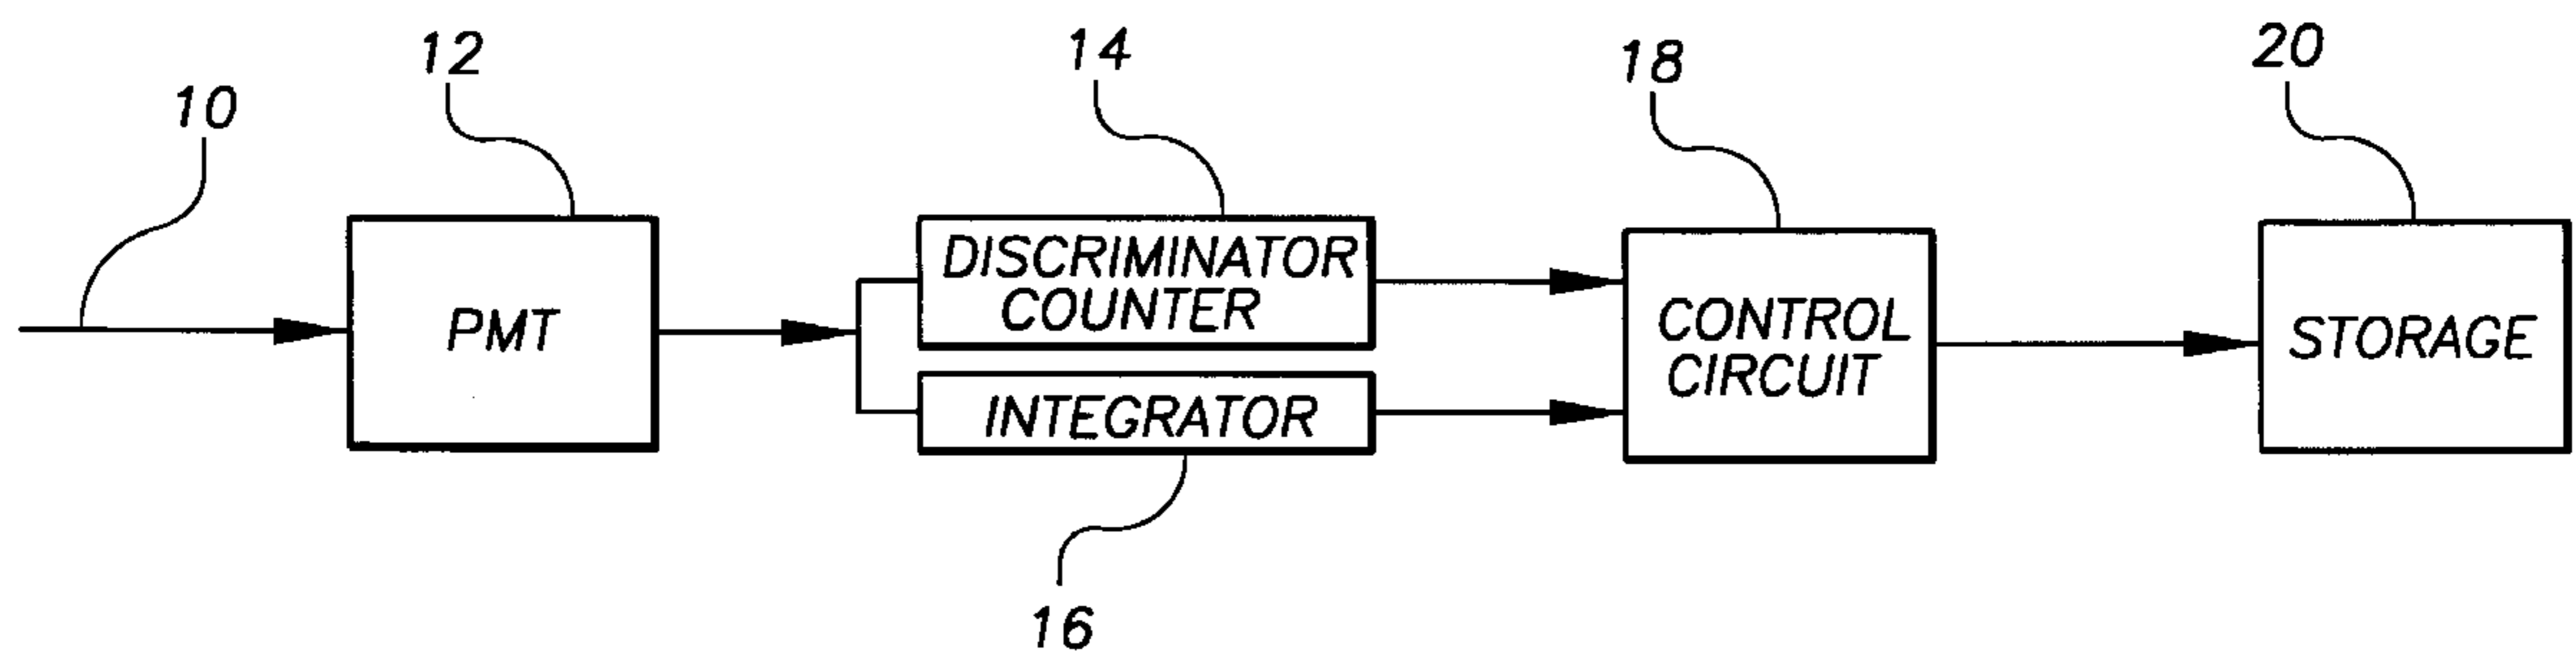 10
12
14
18
20
PMT
DISCRIMINATOR
COUNTER
INTEGRATOR
CONTROL
CIRCUIT
STORAGE
16